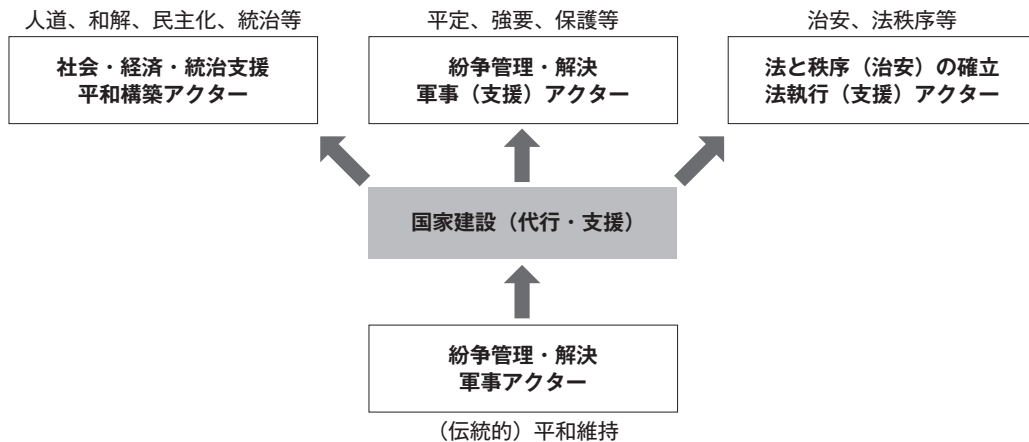 人道、和解、民主化、統治等
社会・経済・統治支援
平和構築アクター
平定、強要、保護等
紛争管理・解決
軍事（支援）アクター
治安、法秩序等
法と秩序（治安）の確立
法執行（支援）アクター
国家建設（代行・支援）
紛争管理・解決
軍事アクター
（伝統的）平和維持